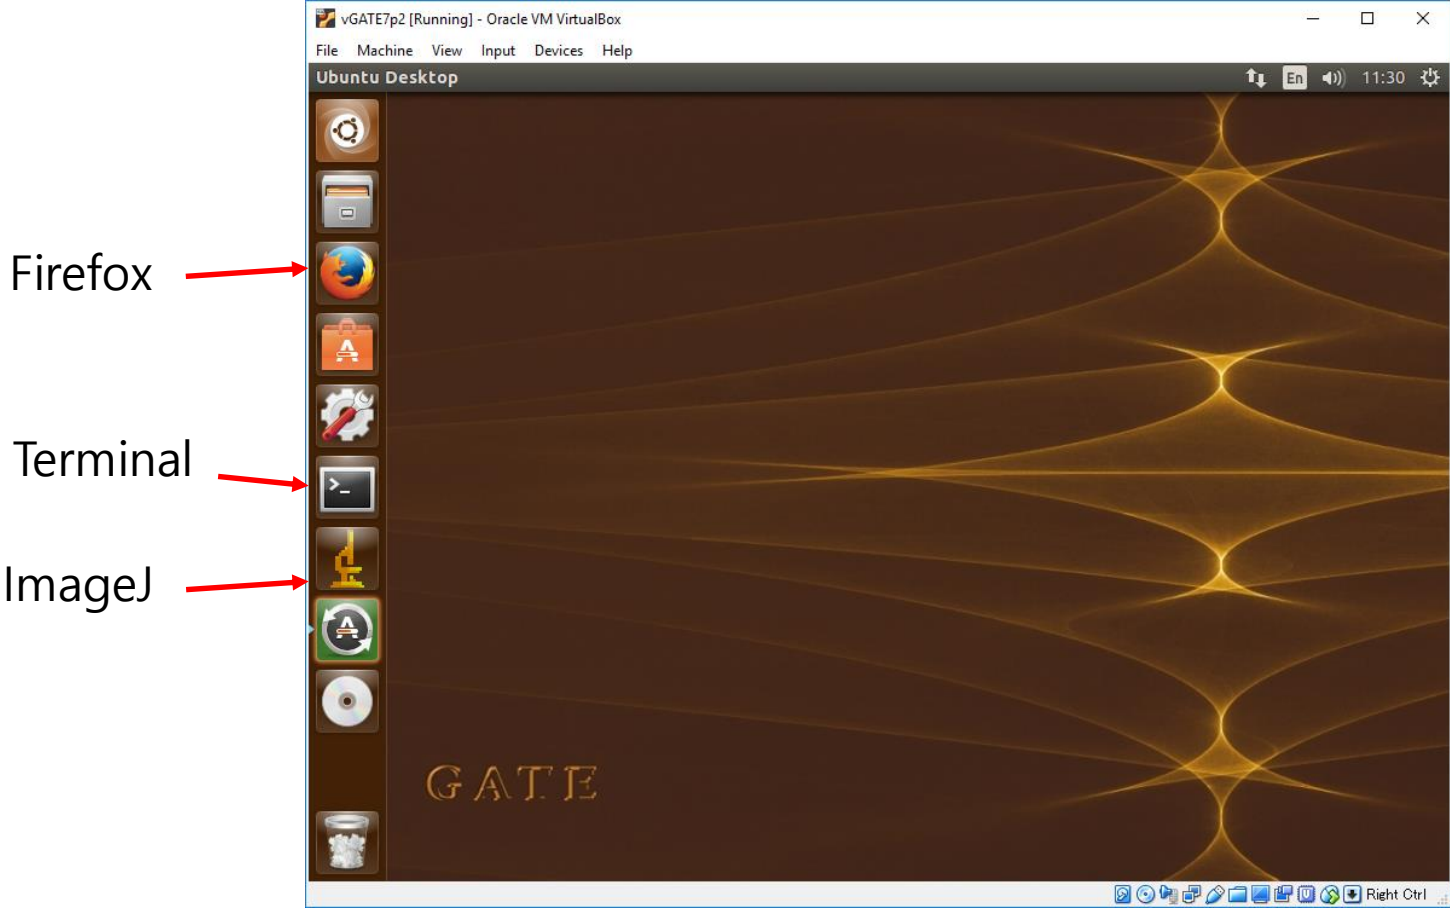 vGATE7p2 [Running] - Oracle VM VirtualBox
File Machine View Input Devices Help
Ubuntu Desktop
En
11:30
Firefox
Terminal
>_
ImageJ
GATE
Right Ctrl